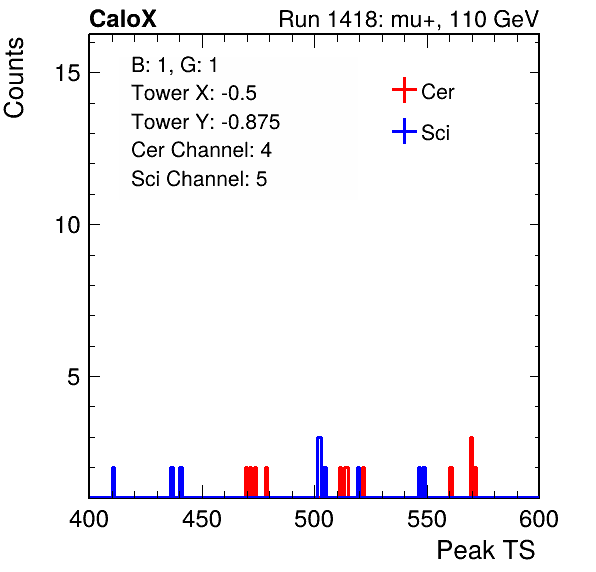 CaloX Run 1418: mu+, 110 GeV
Counts
B: 1, G: 1
Tower X: -0.5
Tower Y: -0.875
Cer Channel: 4
Sci Channel: 5
Cer
Sci
15
10
5
400 450 500 550 600
Peak TS